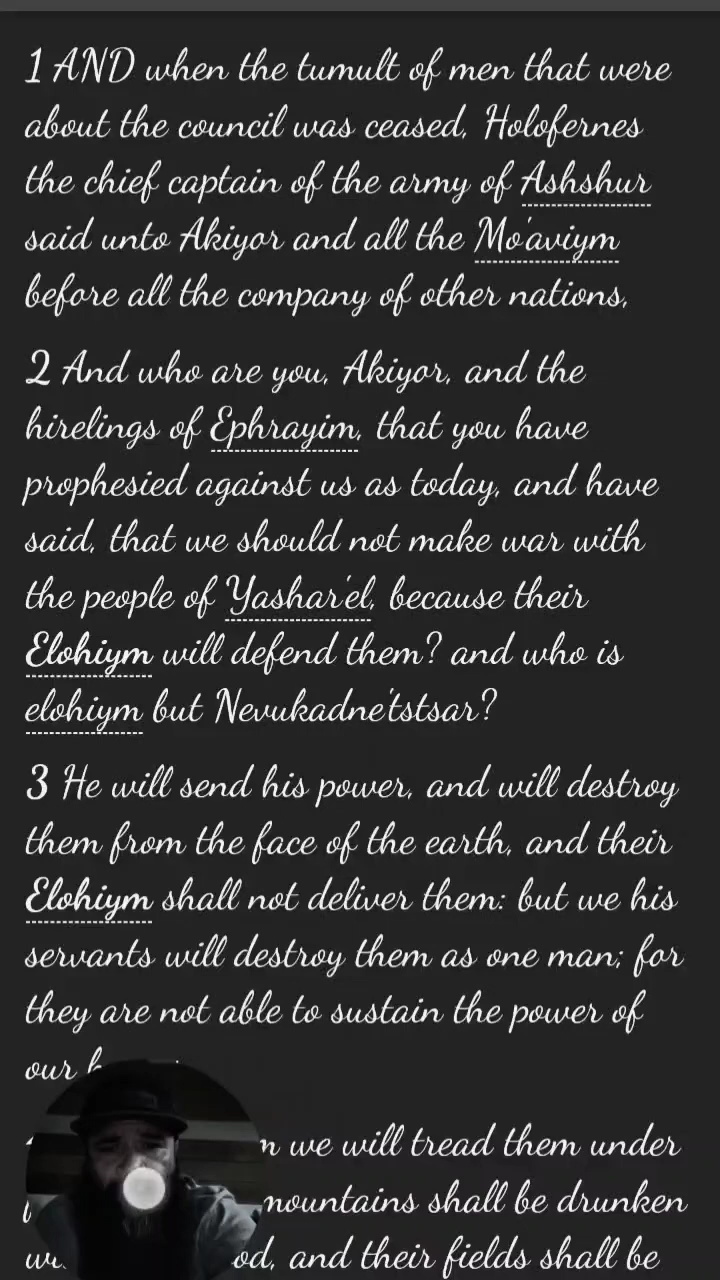 1 AND when the tumult of men that were
about the council was ceased, Holofernes
the chief captain of the army of Ashshur
said unto Akiyor and all the Mo'aviym
before all the company of other nations,
2 And who are you, Akiyor, and the
hirelings of Ephrayim, that you have
prophesied against us as today, and have
said, that we should not make war with
the people of Yashar'el, because their
Elohiym will defend them? and who is
elohiym but Nevukadne'tstsar?
3 He will send his power, and will destroy
them from the face of the earth, and their
Elohiym shall not deliver them: but we his
servants will destroy them as one man; for
they are not able to sustain the power of
our
we will tread them under
mountains shall be drunken
and their fields shall be